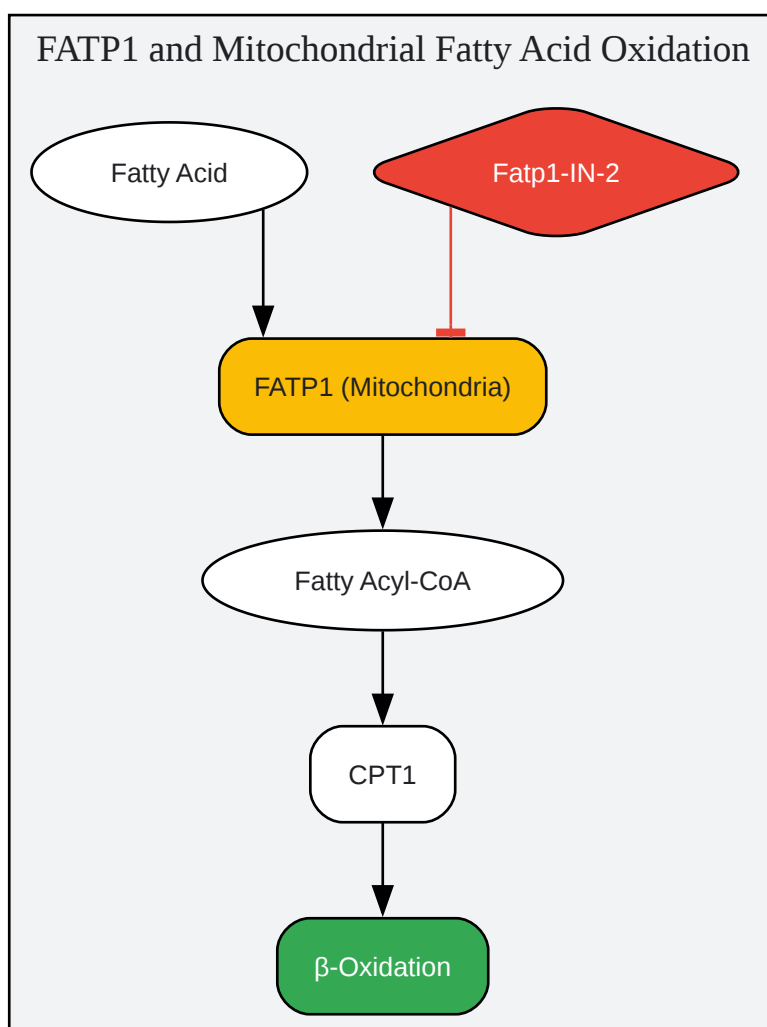 FATP1 and Mitochondrial Fatty Acid Oxidation
Fatty Acid
Fatp1-IN-2
FATP1 (Mitochondria)
Fatty Acyl-CoA
CPT1
β-Oxidation